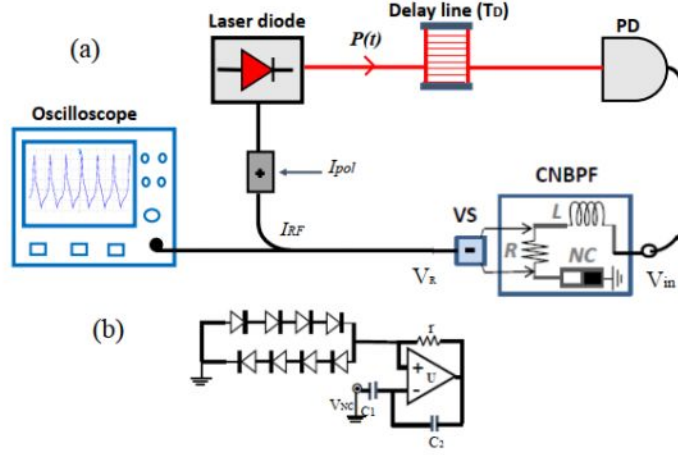 Laser diode
Delay line (TD)
PD
(a)
P(t)
Oscilloscope
Ipol
CNBPF
IRF
VS
L
R
NC
VR
Vin
(b)
r
+
U
-
VNC
C1
C2